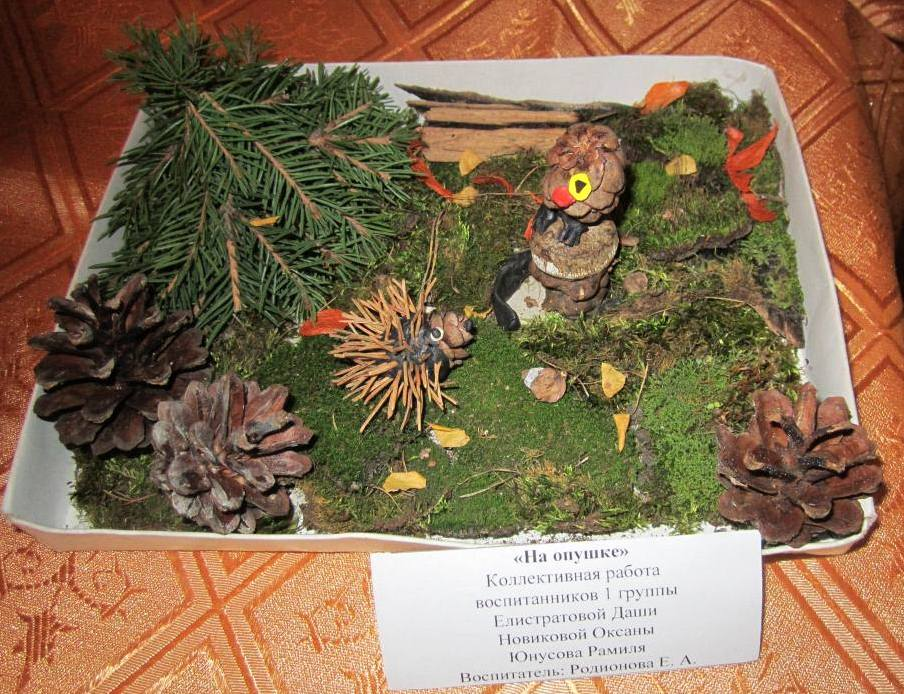 «На опушке»
Коллективная работа
воспитанников 1 группы
Елистратовой Даши
Новиковой Оксаны
Юнусова Рамиля
Воспитатель: Родионова Е. А.